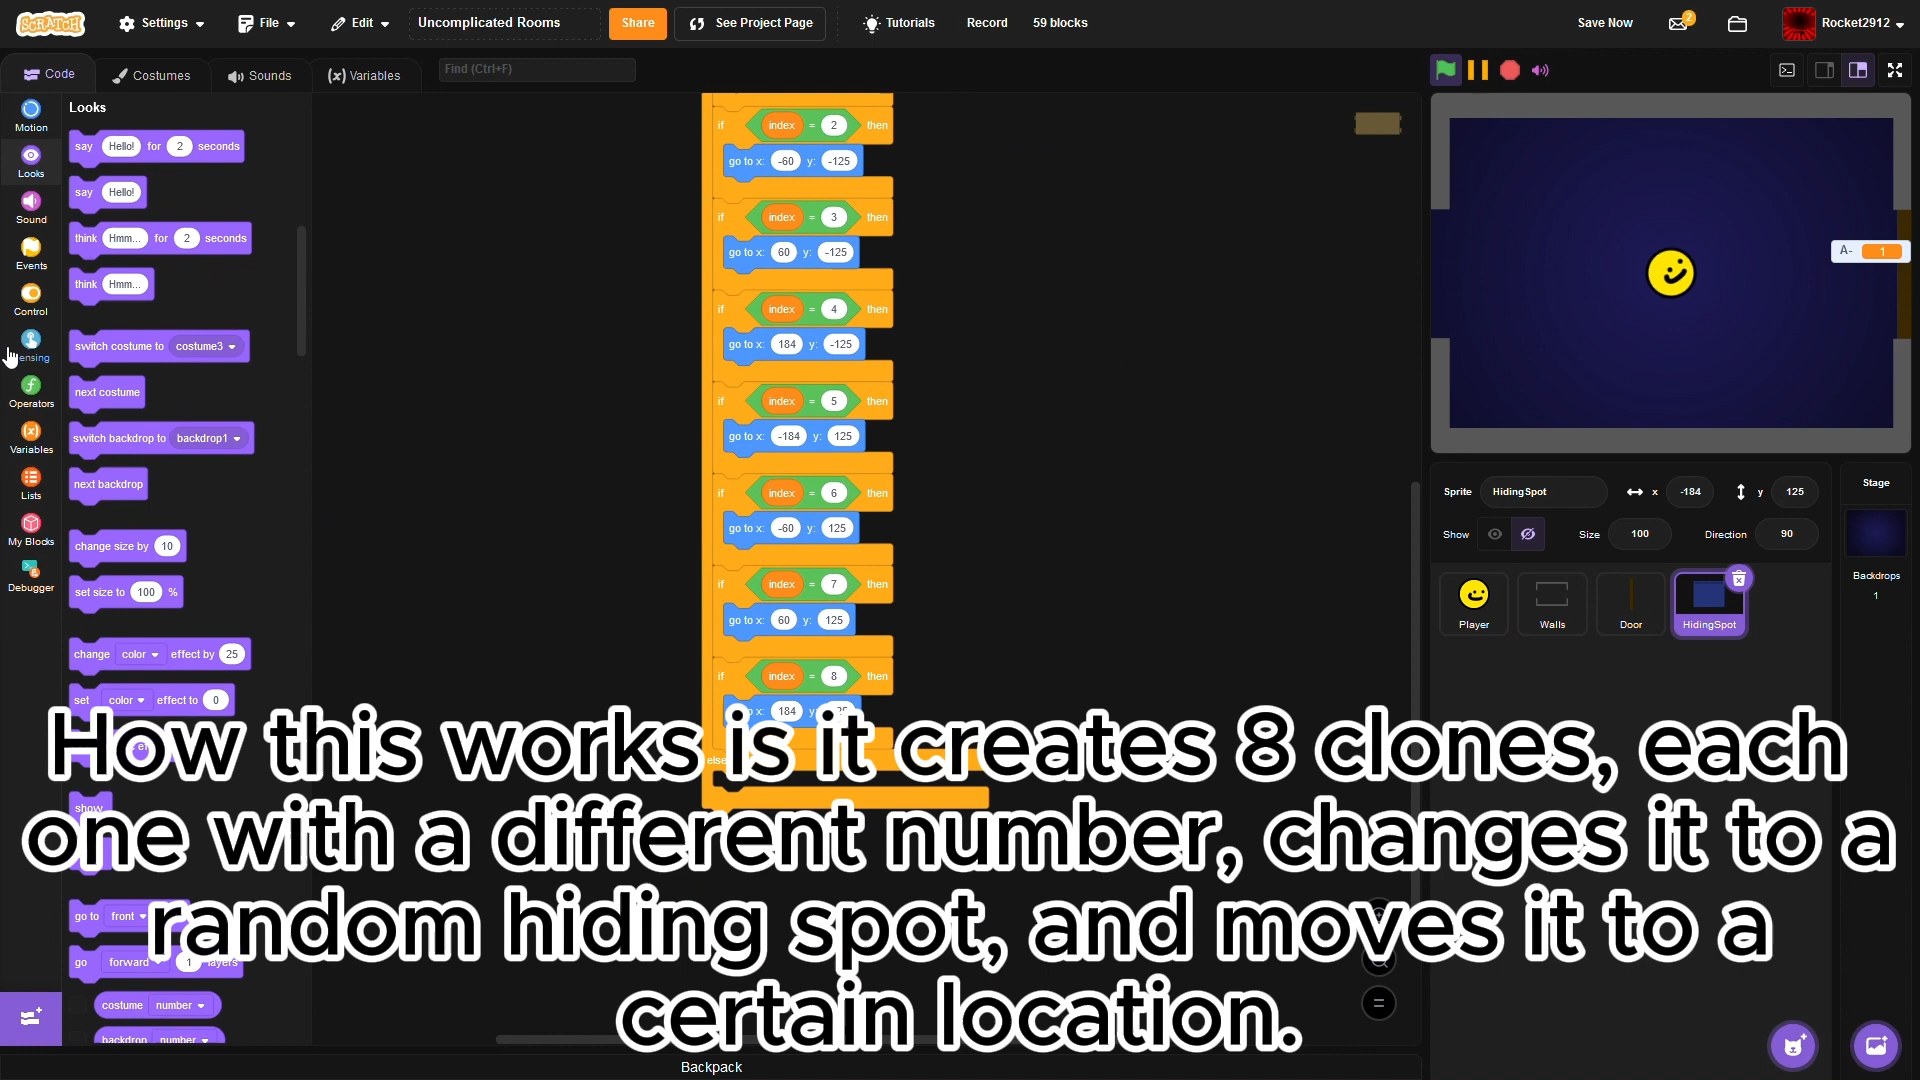 SCRATCH Settings File Edit Uncomplicated Rooms Share See Project Page Tutorials Record 59 blocks Save Now 2 Rocket2912
Code Costumes Sounds Variables Find (Ctrl+F)
Motion
Looks
Sound
Events
Control
ensing
Operators
Variables
Lists
My Blocks
Debugger
Looks
say Hello! for 2 seconds
say Hello!
think Hmm... for 2 seconds
think Hmm...
switch costume to costume3
next costume
switch backdrop to backdrop1
next backdrop
change size by 10
set size to 100 %
change color effect by 25
set color effect to 0
show
go to front
go forward 1 layers
costume number
backdrop number
if index = 2 then
go to x: -60 y: -125
if index = 3 then
go to x: 60 y: -125
if index = 4 then
go to x: 184 y: -125
if index = 5 then
go to x: -184 y: 125
if index = 6 then
go to x: -60 y: 125
if index = 7 then
go to x: 60 y: 125
if index = 8 then
x: 184 y:
else
A- 1
Sprite HidingSpot x -184 y 125
Show Size 100 Direction 90
Player
Walls
Door
HidingSpot
Stage
Backdrops
1
How this works is it creates 8 clones, each
one with a different number, changes it to a
random hiding spot, and moves it to a
certain location.
Backpack